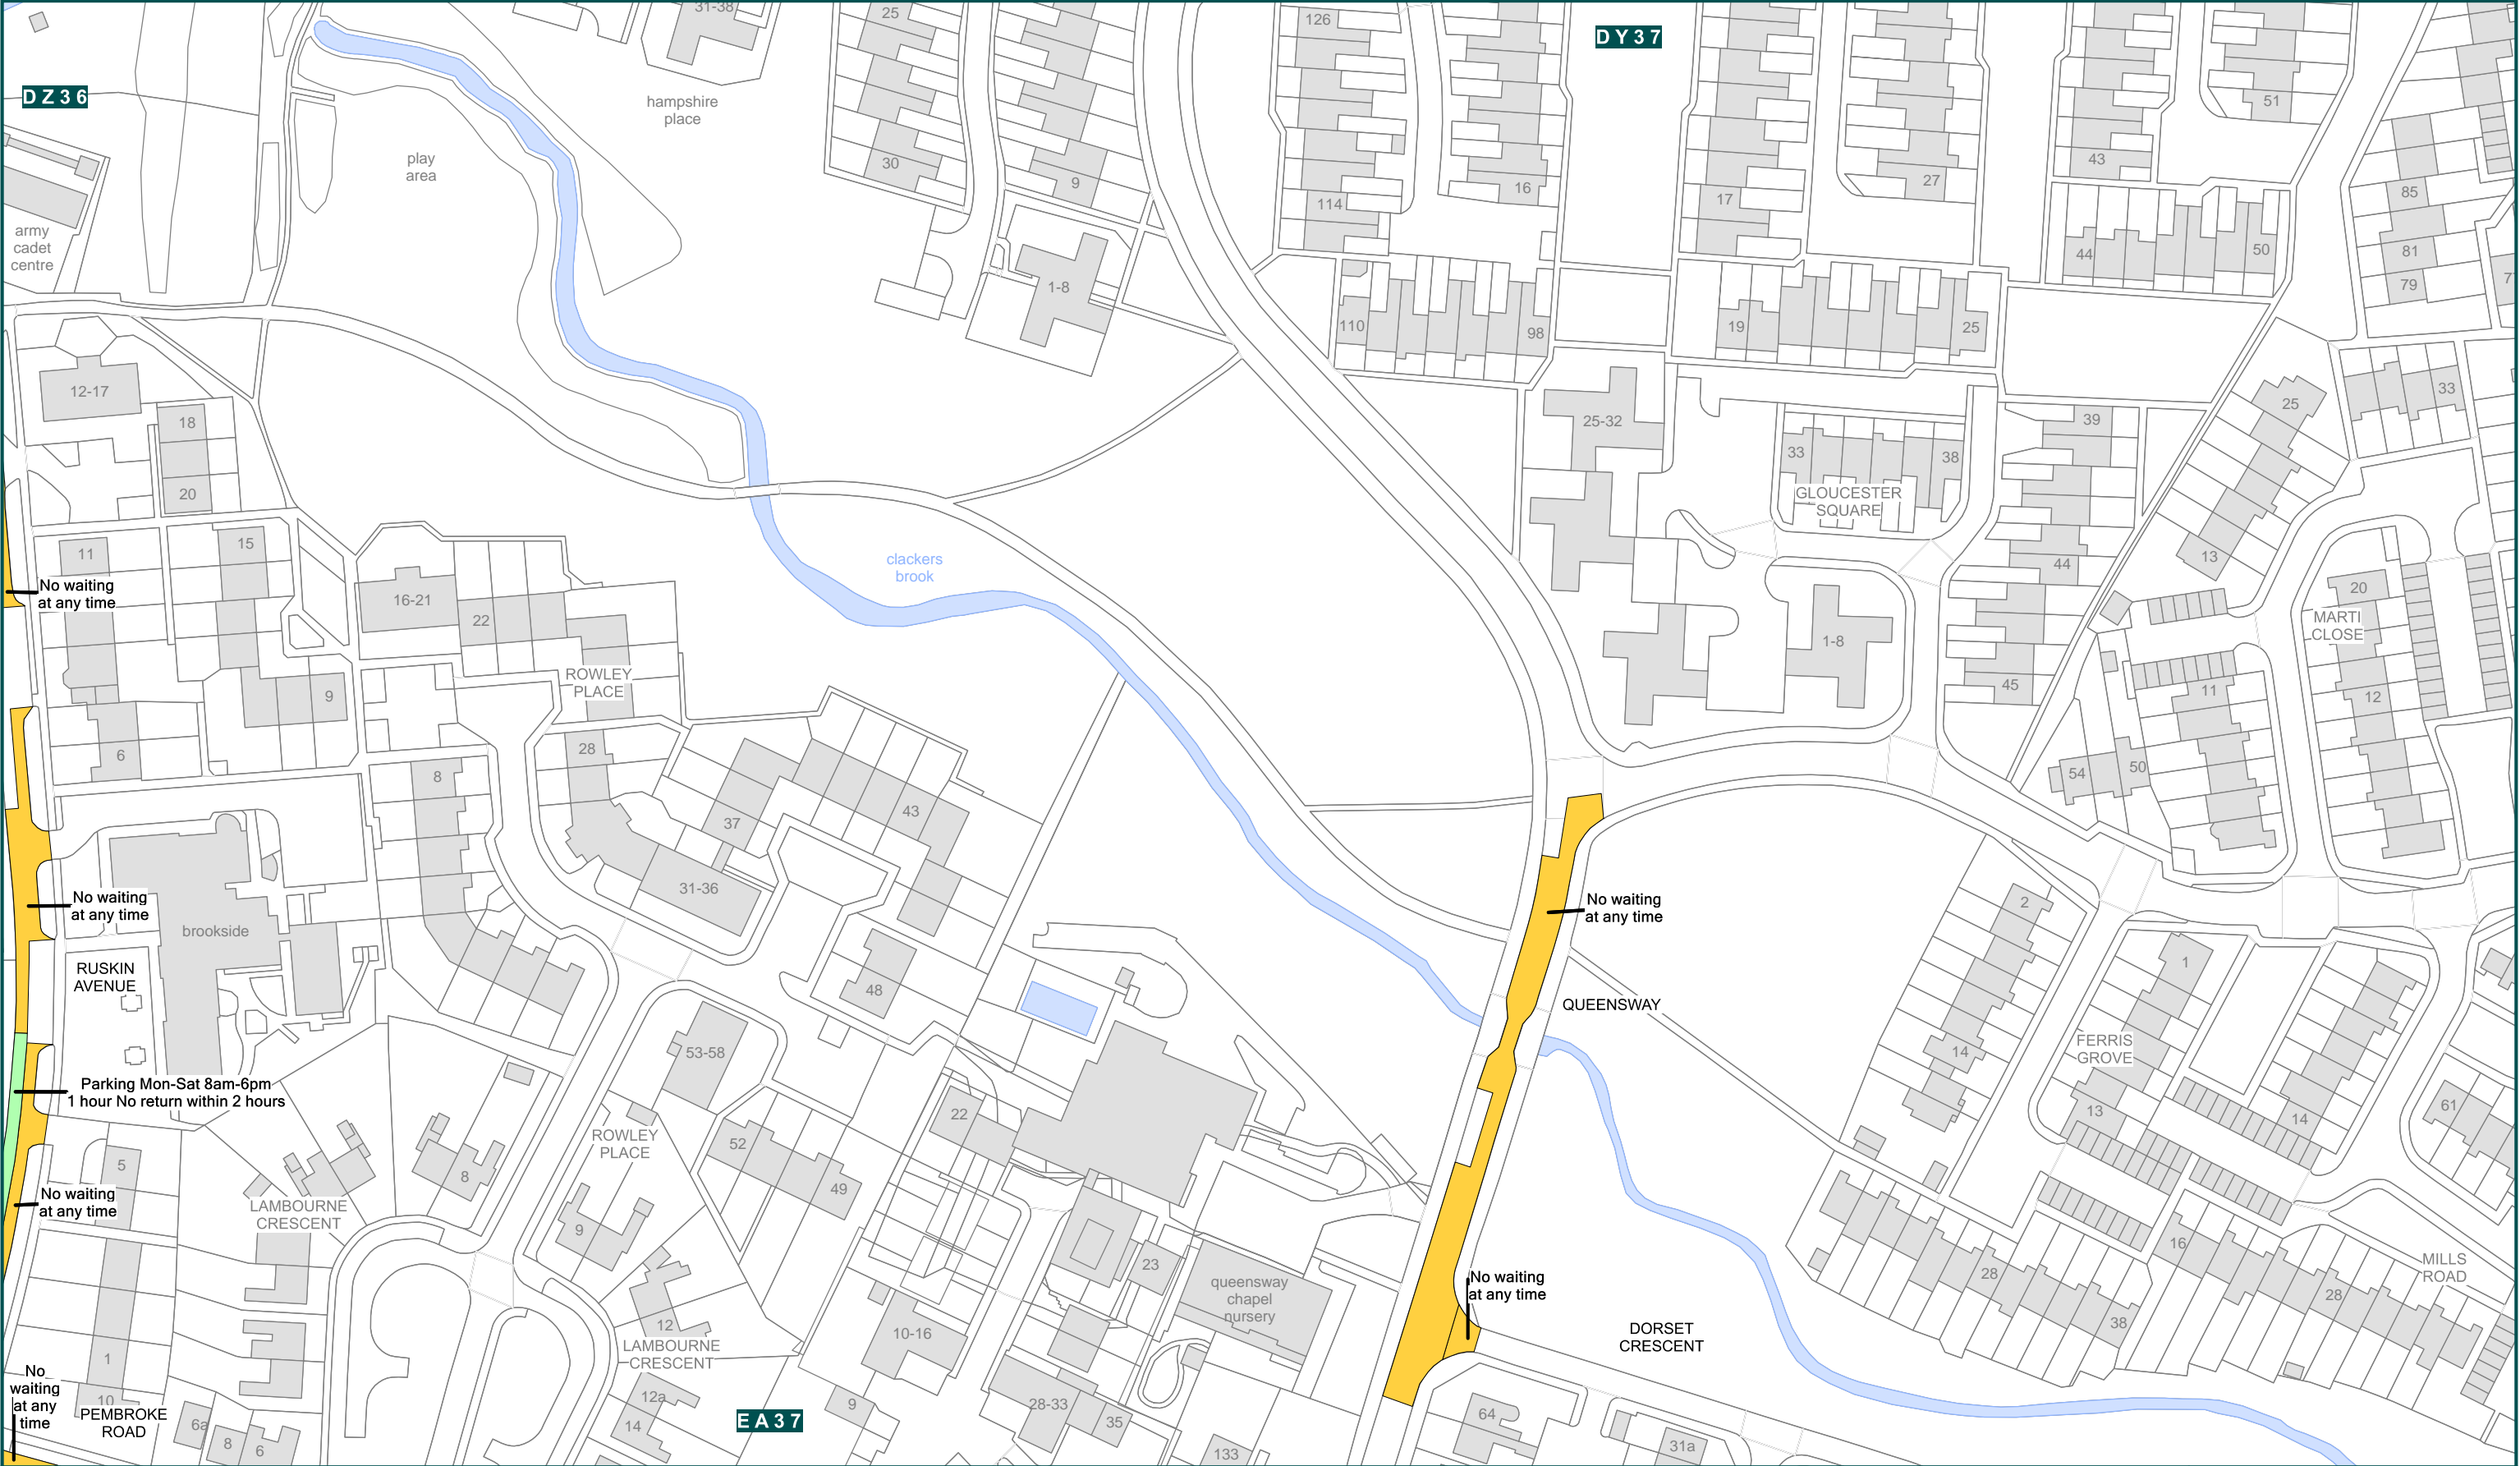 31-38
25
126
DY37
51
DZ36
hampshire
place
play
area
30
9
43
27
16
17
114
85
army
cadet
centre
44
50
81
79
7
1-8
110
98
19
25
12-17
18
20
25-32
33
38
39
25
33
GLOUCESTER
SQUARE
11
15
clackers
brook
44
13
20
No waiting
at any time
16-21
22
1-8
MARTI
CLOSE
ROWLEY
PLACE
9
45
11
12
6
28
8
54
50
37
43
31-36
No waiting
at any time
brookside
No waiting
at any time
2
RUSKIN
AVENUE
48
QUEENSWAY
1
53-58
14
FERRIS
GROVE
Parking Mon-Sat 8am-6pm
1 hour No return within 2 hours
22
13
14
61
5
52
ROWLEY
PLACE
8
49
No waiting
at any time
LAMBOURNE
CRESCENT
9
23
queensway
chapel
nursery
No waiting
at any time
28
16
28
MILLS
ROAD
12
LAMBOURNE
CRESCENT
10-16
DORSET
CRESCENT
38
1
No
waiting
at any
time
10
PEMBROKE
ROAD
6a
8
6
12a
14
EA37
9
28-33
35
64
133
31a